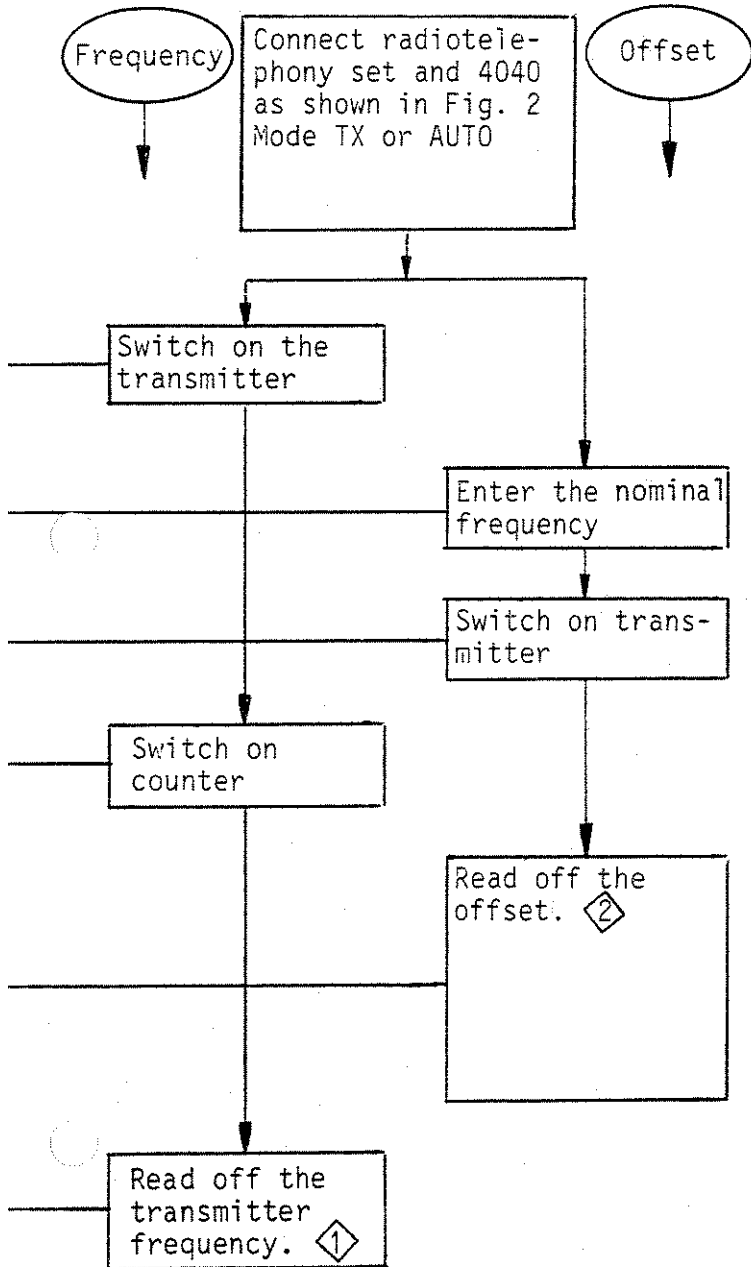 Frequency
Connect radiotele-
phony set and 4040
as shown in Fig. 2
Mode TX or AUTO
Offset
Switch on the
transmitter
Enter the nominal
frequency
Switch on trans-
mitter
Switch on
counter
Read off the
offset. 2
Read off the
transmitter
frequency. 1